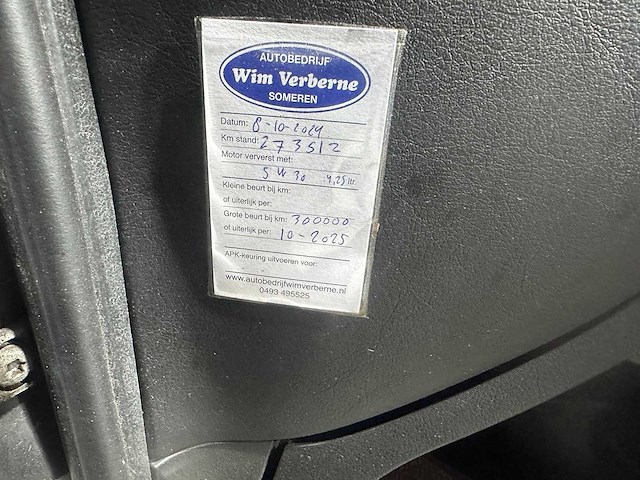 AUTOBEDRIJF
Wim Verberne
SOMEREN
Datum: 8-10-2024
Km stand: 273512
Motor ververst met:
5W30 4,25 ltr
Kleine beurt bij km:
of uiterlijk per:
Grote beurt bij km: 300000
of uiterlijk per: 10-2025
APK-keuring uitvoeren voor:
www.autobedrijfwimverberne.nl
0493 495525